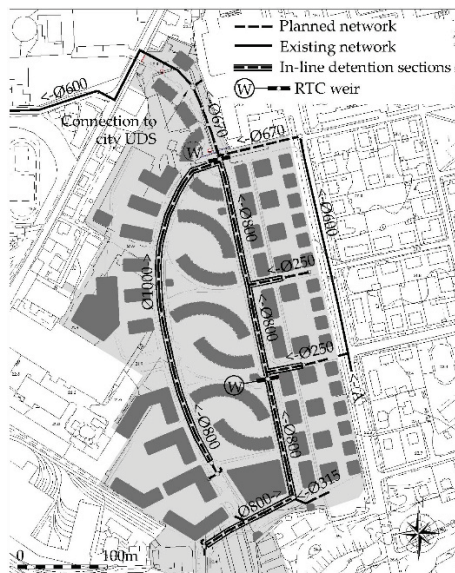 Planned network
Existing network
In-line detention sections
W RTC weir
<-Ø600
Connection to
city UDS
<-Ø670
<-Ø670
W
<-Ø800
<-Ø600
<-Ø250
Ø1000->
<-Ø800
<-Ø250
<-A
W
<-Ø800
<-Ø800
Ø800->
<-Ø315
0 100m